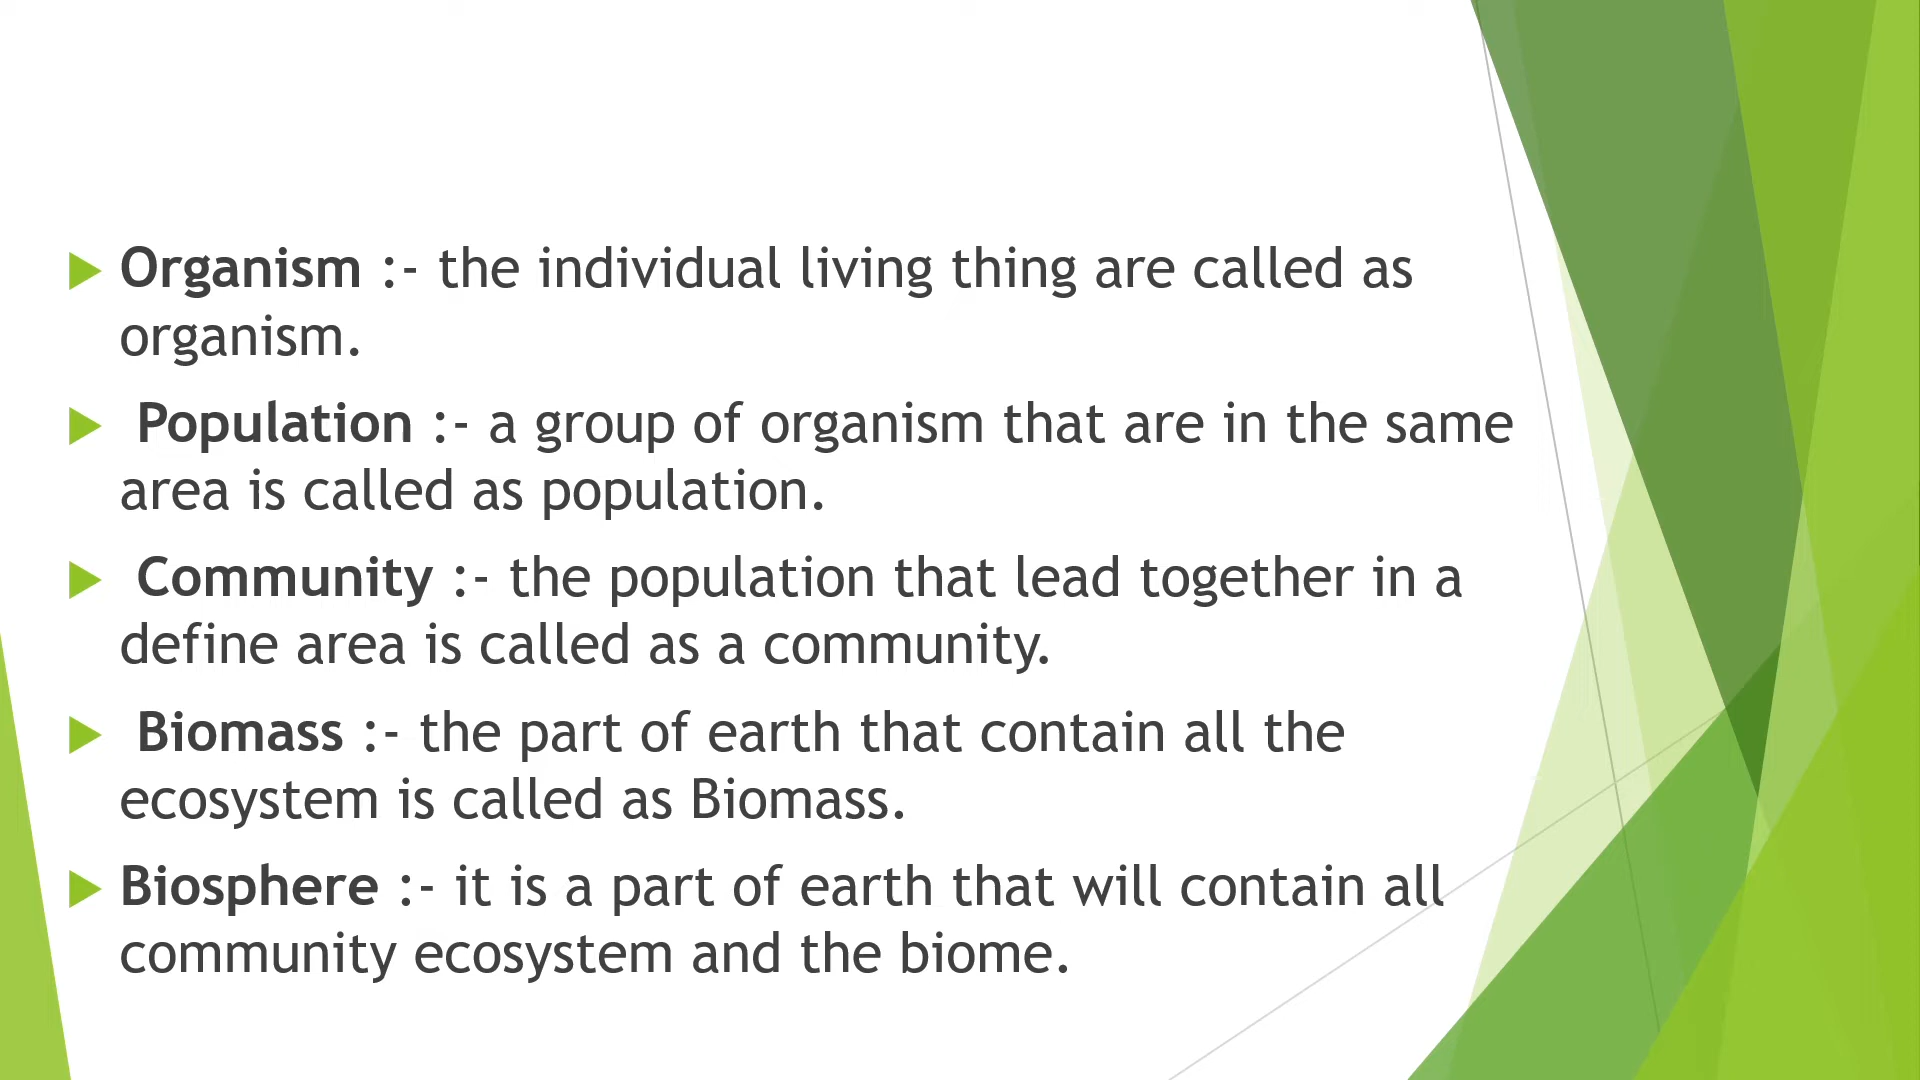 Organism :- the individual living thing are called as
organism.
Population :- a group of organism that are in the same
area is called as population.
Community :- the population that lead together in a
define area is called as a community.
Biomass :- the part of earth that contain all the
ecosystem is called as Biomass.
Biosphere :- it is a part of earth that will contain all
community ecosystem and the biome.